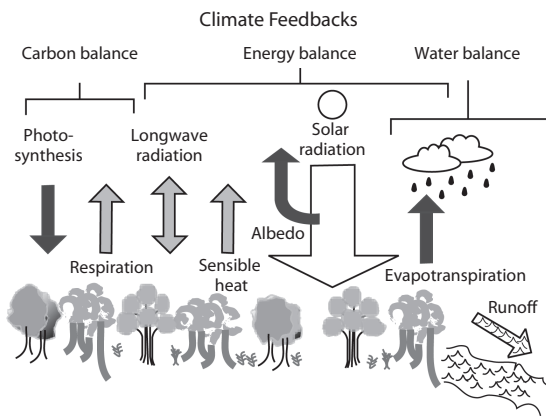 Climate Feedbacks
Carbon balance
Energy balance
Water balance
Photo-
synthesis
Longwave
radiation
Solar
radiation
Albedo
Respiration
Sensible
heat
Evapotranspiration
Runoff